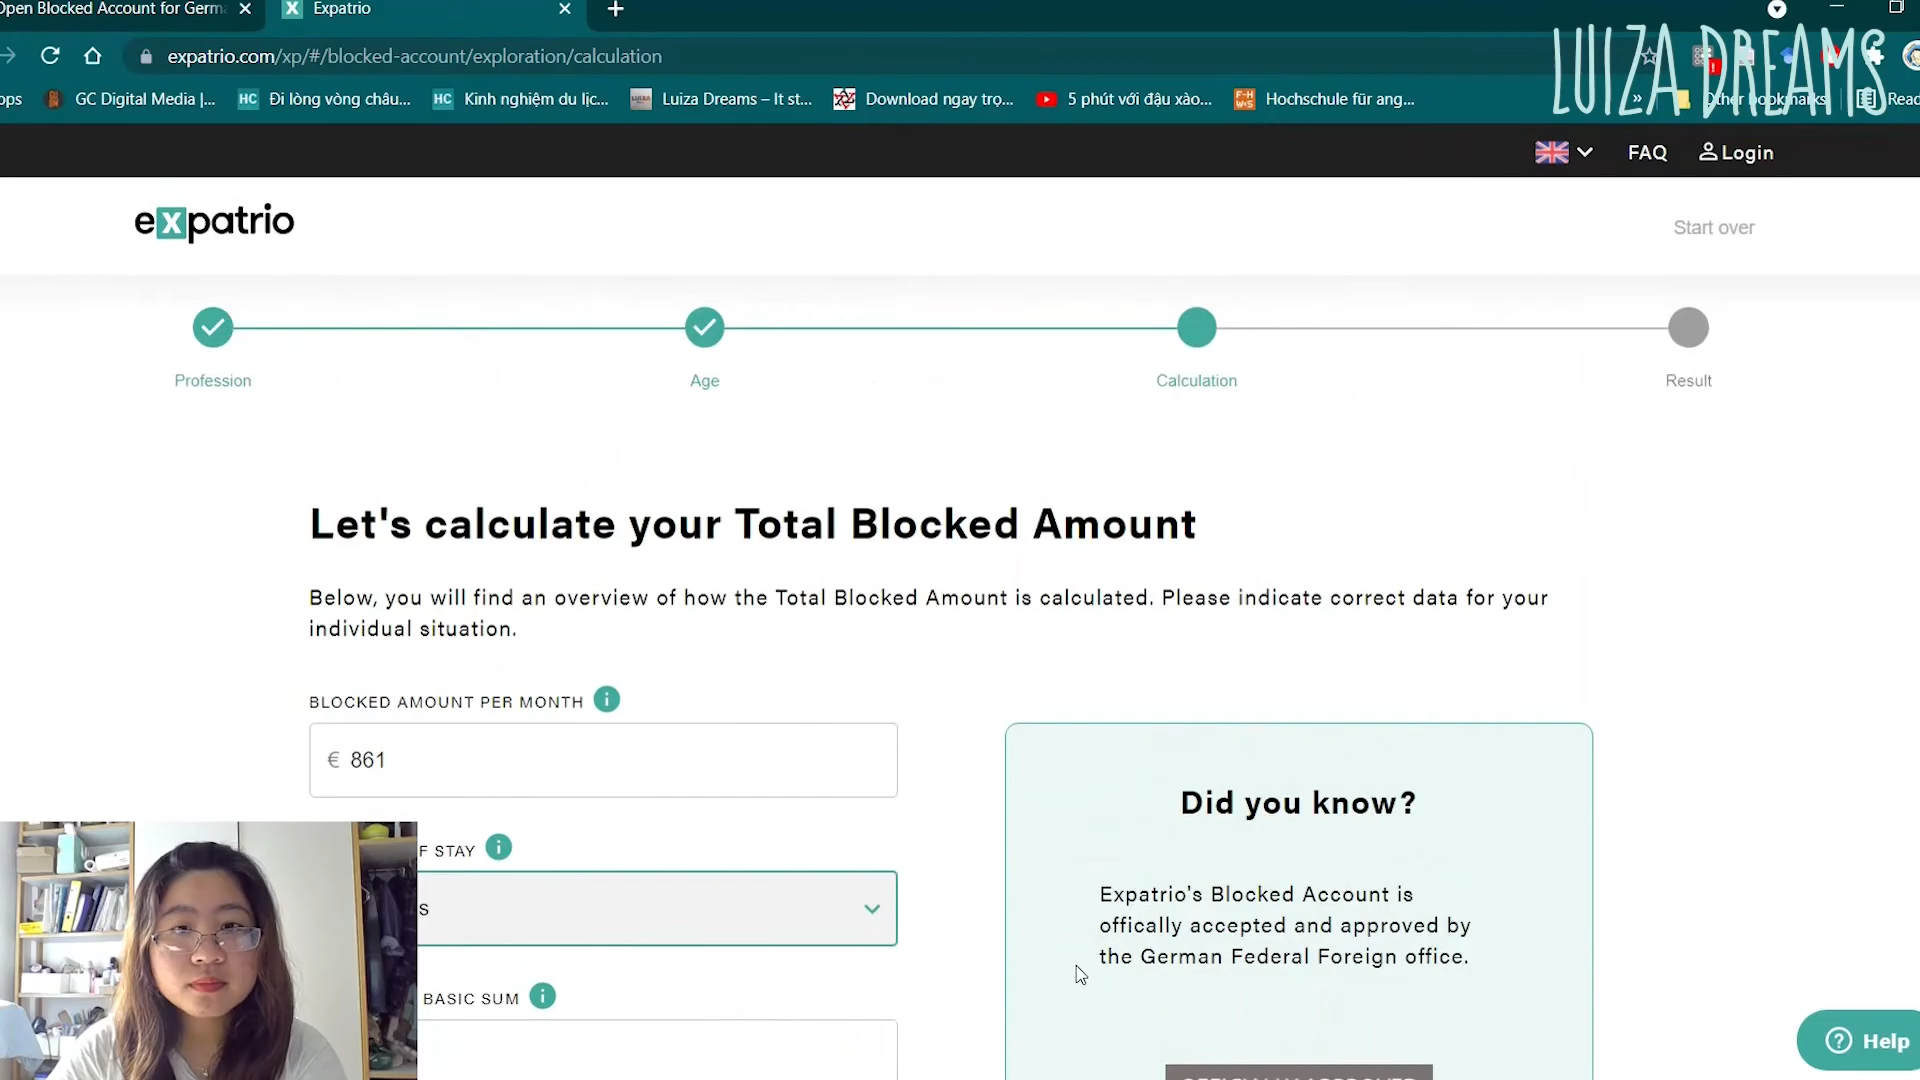 Open Blocked Account for Germ
Expatrio
expatrio.com/xp/#/blocked-account/exploration/calculation
ops
GC Digital Media |...
Đi lòng vòng châu...
Kinh nghiệm du lịc...
Luiza Dreams – It st...
Download ngay trọ...
5 phút với đậu xào...
Hochschule für ang...
Other bookmarks
Read
LUIZA DREAMS
FAQ
Login
expatrio
Start over
Profession
Age
Calculation
Result
Let's calculate your Total Blocked Amount
Below, you will find an overview of how the Total Blocked Amount is calculated. Please indicate correct data for your
individual situation.
BLOCKED AMOUNT PER MONTH
€ 861
F STAY
s
BASIC SUM
Did you know?
Expatrio's Blocked Account is
offically accepted and approved by
the German Federal Foreign office.
Help